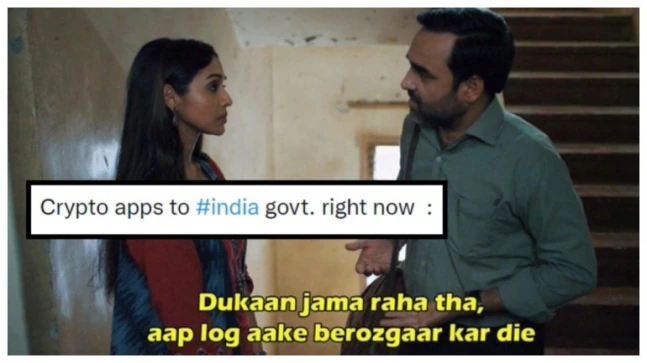 Crypto apps to #india govt. right now :
Dukaan jama raha tha,
aap log aake berozgaar kar die